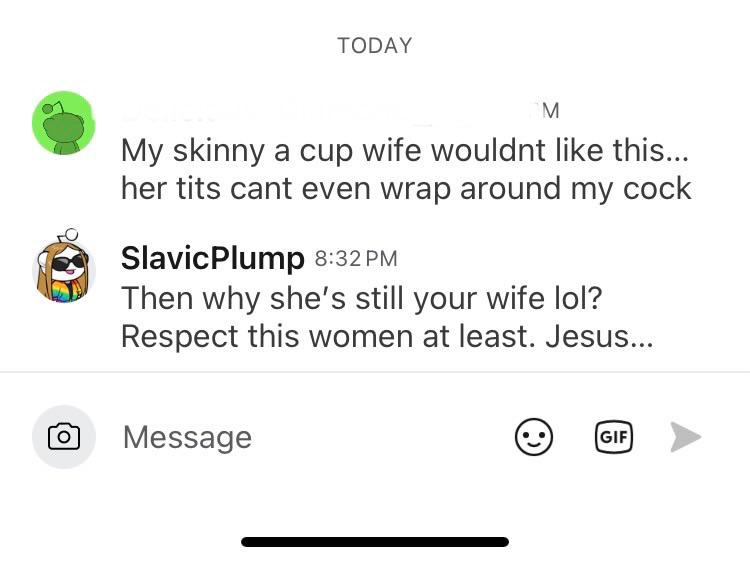 TODAY
My skinny a cup wife wouldnt like this...
her tits cant even wrap around my cock
SlavicPlump 8:32 PM
Then why she's still your wife lol?
Respect this women at least. Jesus...
Message
GIF